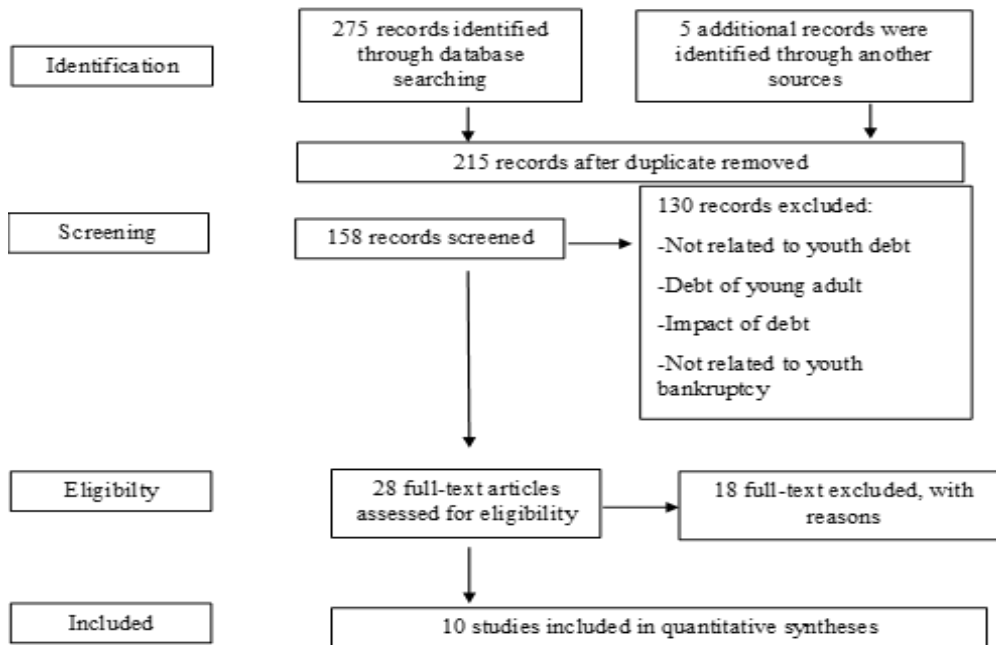 275 records identified
through database
searching
5 additional records were
identified through another
sources
Identification
215 records after duplicate removed
Screening
158 records screened
130 records excluded:
-Not related to youth debt
-Debt of young adult
-Impact of debt
-Not related to youth
bankruptcy
Eligibilty
28 full-text articles
assessed for eligibility
18 full-text excluded, with
reasons
Included
10 studies included in quantitative syntheses